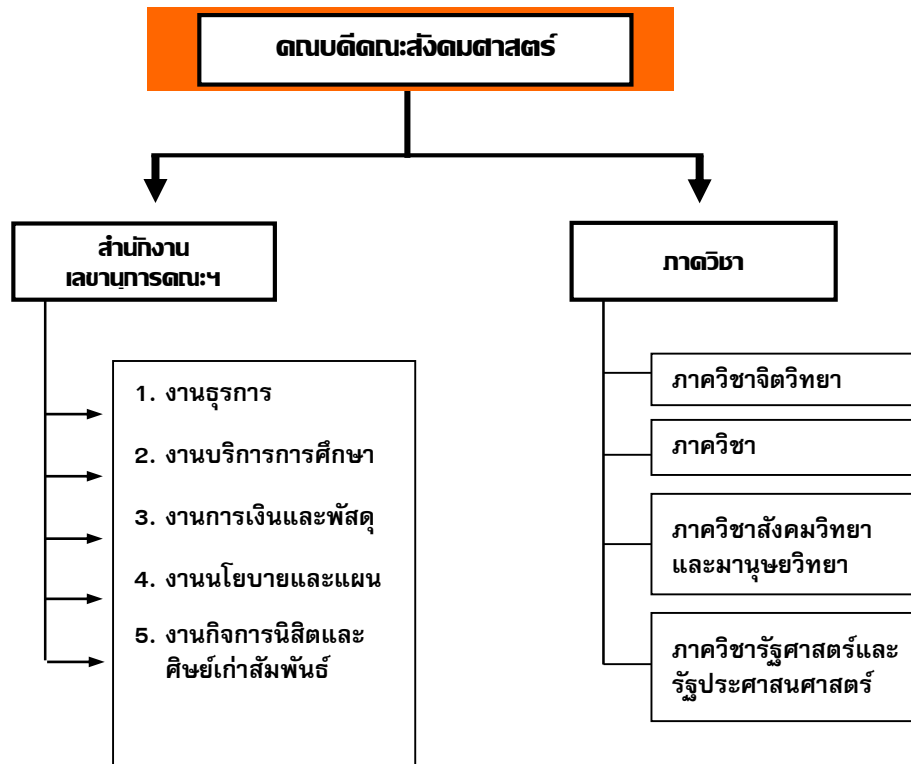 คณบดีคณะสังคมศาสตร์
สำนักงาน
เลขานุการคณะฯ
1. งานธุรการ
2. งานบริการการศึกษา
3. งานการเงินและพัสดุ
4. งานนโยบายและแผน
5. งานกิจการนิสิตและ
ศิษย์เก่าสัมพันธ์
ภาควิชา
ภาควิชาจิตวิทยา
ภาควิชา
ภาควิชาสังคมวิทยา
และมานุษยวิทยา
ภาควิชารัฐศาสตร์และ
รัฐประศาสนศาสตร์